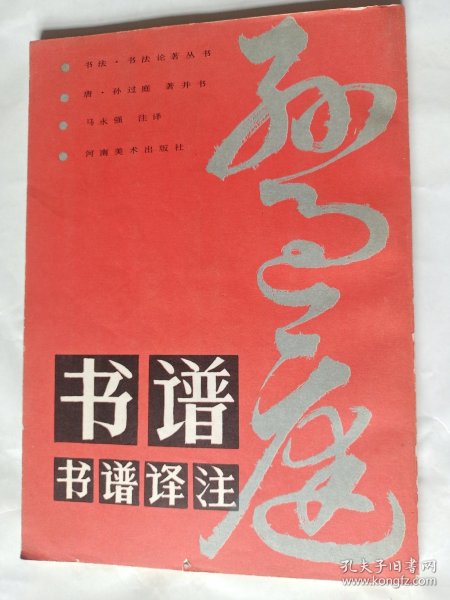 书法·书法论著丛书
唐·孙过庭 著并书
马永强 注译
河南美术出版社
孙过庭
书谱
书谱译注
孔夫子旧书网
www.kongfz.com